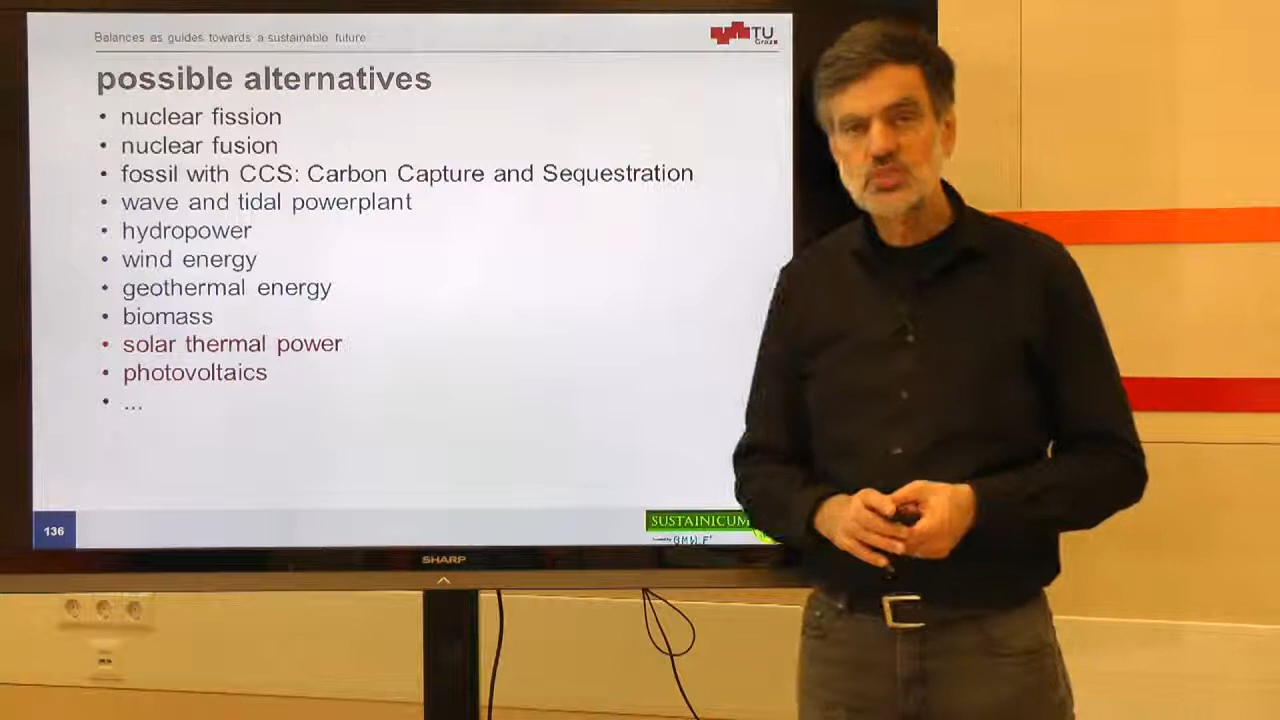 Balances as guides towards a sustainable future
TU
Graz
possible alternatives
• nuclear fission
• nuclear fusion
• fossil with CCS: Carbon Capture and Sequestration
• wave and tidal powerplant
• hydropower
• wind energy
• geothermal energy
• biomass
• solar thermal power
• photovoltaics
• ...
136
SUSTAINICUM
SHARP